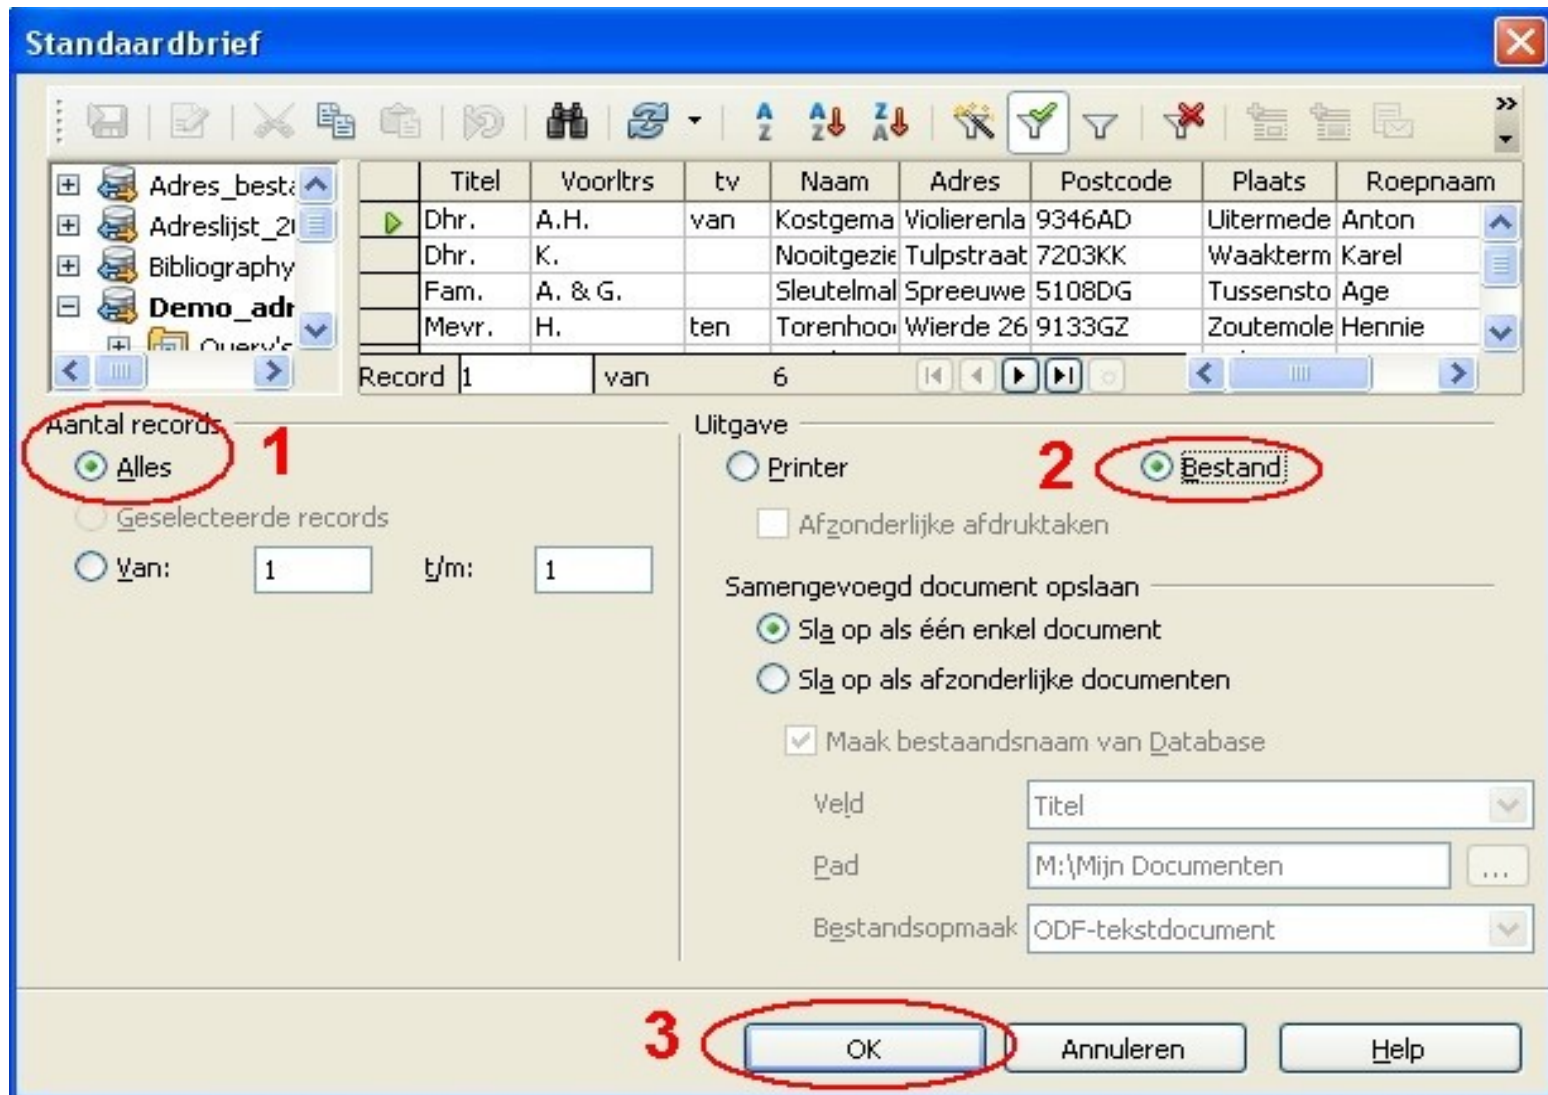 Standaardbrief
Adres_besta
Adreslijst_20
Bibliography
Demo_adr
Query's
Titel Voorltrs tv Naam Adres Postcode Plaats Roepnaam
Dhr. A.H. van Kostgema Violierenla 9346AD Uitermede Anton
Dhr. K. Nooitgezie Tulpstraat 7203KK Waakterm Karel
Fam. A. & G. Sleutelmal Spreeuwe 5108DG Tussensto Age
Mevr. H. ten Torenhoo Wierde 26 9133GZ Zoutemole Hennie
Record 1 van 6
Aantal records
1
Alles
Geselecteerde records
Van: 1 t/m: 1
Uitgave
Printer
2
Bestand
Afzonderlijke afdruktaken
Samengevoegd document opslaan
Sla op als één enkel document
Sla op als afzonderlijke documenten
Maak bestaandsnaam van Database
Veld Titel
Pad M:\Mijn Documenten ...
Bestandsopmaak ODF-tekstdocument
3
OK Annuleren Help